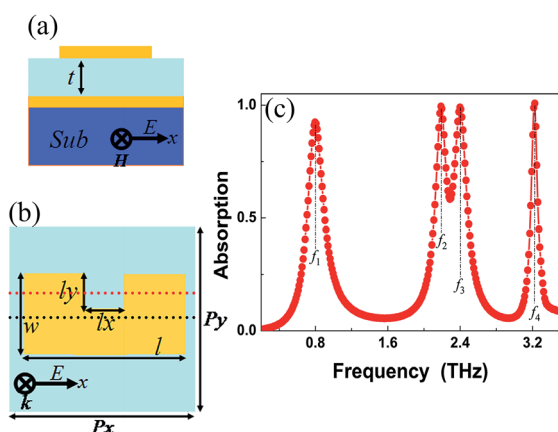 (a)
t
Sub
E
x
H
(b)
ly
lx
w
l
Py
E
x
k
Px
(c)
Absorption
1.0
0.5
0.0
f1
f2
f3
f4
0.8 1.6 2.4 3.2
Frequency (THz)